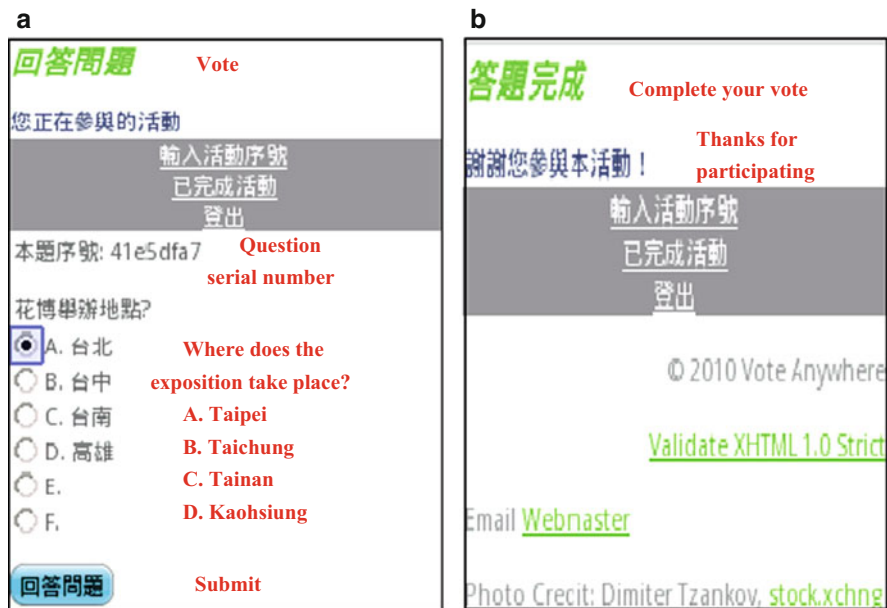 a
回答問題 Vote
您正在參與的活動
輸入活動序號
已完成活動
登出
本題序號: 41e5dfa7
Question
serial number
花博舉辦地點?
A. 台北
B. 台中
C. 台南
D. 高雄
E.
F.
Where does the
exposition take place?
A. Taipei
B. Taichung
C. Tainan
D. Kaohsiung
回答問題 Submit
b
答題完成 Complete your vote
謝謝您參與本活動！
Thanks for
participating
輸入活動序號
已完成活動
登出
© 2010 Vote Anywhere
Validate XHTML 1.0 Strict
Email Webnaster
Photo Crecit: Dimiter Tzankov, stock.xchng